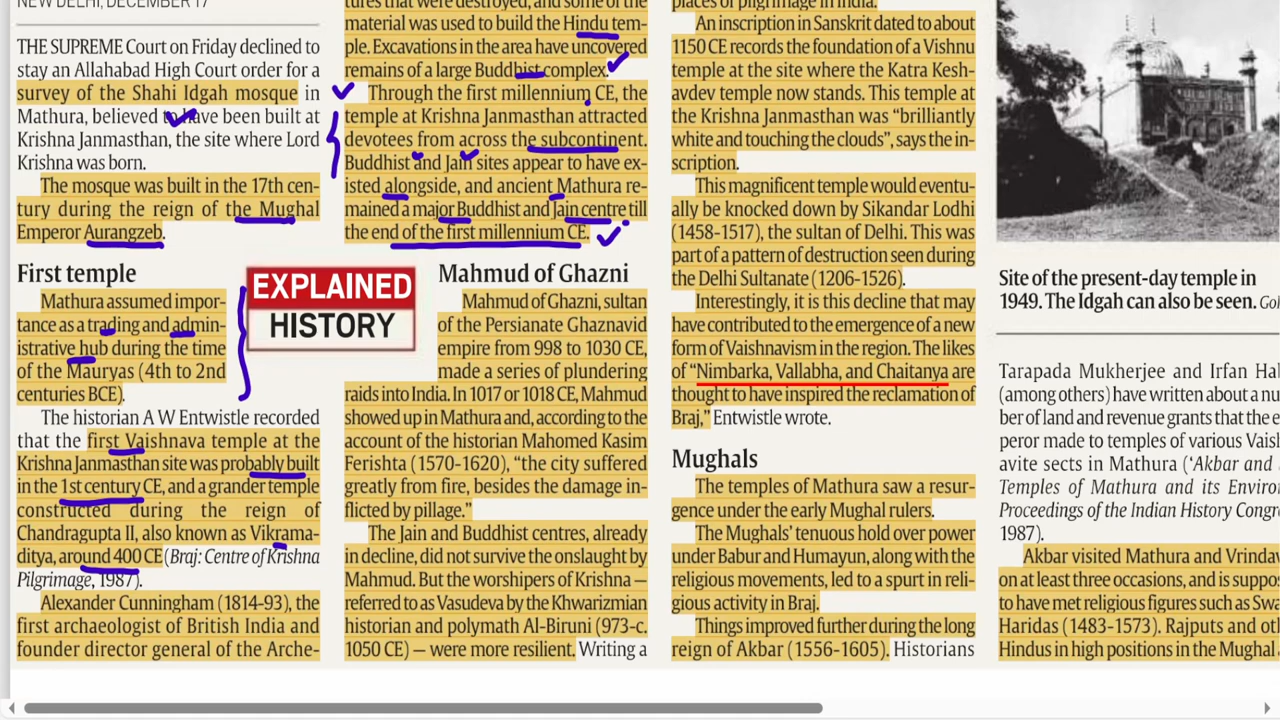 NEW DELHI, DECEMBER 17
THE SUPREME Court on Friday declined to
stay an Allahabad High Court order for a
survey of the Shahi Idgah mosque in
Mathura, believed to have been built at
Krishna Janmasthan, the site where Lord
Krishna was born.
The mosque was built in the 17th cen-
tury during the reign of the Mughal
Emperor Aurangzeb.
First temple
Mathura assumed impor-
tance as a trading and admin-
istrative hub during the time
of the Mauryas (4th to 2nd
centuries BCE).
The historian A W Entwistle recorded
that the first Vaishnava temple at the
Krishna Janmasthan site was probably built
in the 1st century CE, and a grander temple
constructed during the reign of
Chandragupta II, also known as Vikrama-
ditya, around 400 CE (Braj: Centre of Krishna
Pilgrimage, 1987).
Alexander Cunningham (1814-93), the
first archaeologist of British India and
founder director general of the Arche-
EXPLAINED
HISTORY
tures that were destroyed, and some of the
material was used to build the Hindu tem-
ple. Excavations in the area have uncovered
remains of a large Buddhist complex.
Through the first millennium CE, the
temple at Krishna Janmasthan attracted
devotees from across the subcontinent.
Buddhist and Jain sites appear to have ex-
isted alongside, and ancient Mathura re-
mained a major Buddhist and Jain centre till
the end of the first millennium CE.
Mahmud of Ghazni
Mahmud of Ghazni, sultan
of the Persianate Ghaznavid
empire from 998 to 1030 CE,
made a series of plundering
raids into India. In 1017 or 1018 CE, Mahmud
showed up in Mathura and, according to the
account of the historian Mahomed Kasim
Ferishta (1570-1620), “the city suffered
greatly from fire, besides the damage in-
flicted by pillage.”
The Jain and Buddhist centres, already
in decline, did not survive the onslaught by
Mahmud. But the worshipers of Krishna —
referred to as Vasudeva by the Khwarizmian
historian and polymath Al-Biruni (973-c.
1050 CE) — were more resilient. Writing a
places of pilgrimage in India.
An inscription in Sanskrit dated to about
1150 CE records the foundation of a Vishnu
temple at the site where the Katra Kesh-
avdev temple now stands. This temple at
the Krishna Janmasthan was “brilliantly
white and touching the clouds”, says the in-
scription.
This magnificent temple would eventu-
ally be knocked down by Sikandar Lodhi
(1458-1517), the sultan of Delhi. This was
part of a pattern of destruction seen during
the Delhi Sultanate (1206-1526).
Interestingly, it is this decline that may
have contributed to the emergence of a new
form of Vaishnavism in the region. The likes
of “Nimbarka, Vallabha, and Chaitanya are
thought to have inspired the reclamation of
Braj,” Entwistle wrote.
Mughals
The temples of Mathura saw a resur-
gence under the early Mughal rulers.
The Mughals’ tenuous hold over power
under Babur and Humayun, along with the
religious movements, led to a spurt in reli-
gious activity in Braj.
Things improved further during the long
reign of Akbar (1556-1605). Historians
Site of the present-day temple in
1949. The Idgah can also be seen.
Tarapada Mukherjee and Irfan Ha
(among others) have written about a nu
ber of land and revenue grants that the e
peror made to temples of various Vaish
avite sects in Mathura (‘Akbar and
Temples of Mathura and its Enviro
Proceedings of the Indian History Congr
1987).
Akbar visited Mathura and Vrinda
on at least three occasions, and is suppos
to have met religious figures such as Swa
Haridas (1483-1573). Rajputs and ot
Hindus in high positions in the Mughal